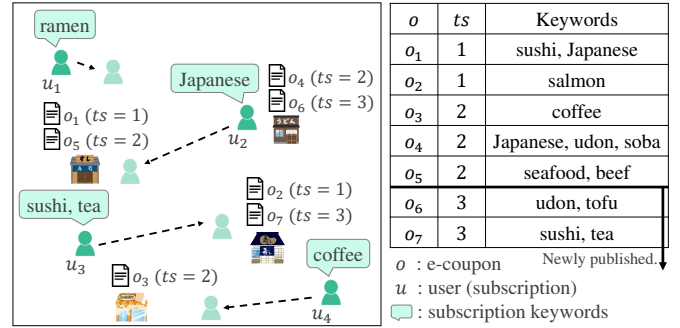 ramen
u1
Japanese
o4 (ts = 2)
o6 (ts = 3)
うどん
u2
o1 (ts = 1)
o5 (ts = 2)
sushi, tea
u3
o2 (ts = 1)
o7 (ts = 3)
o3 (ts = 2)
coffee
u4
o ts Keywords
o1 1 sushi, Japanese
o2 1 salmon
o3 2 coffee
o4 2 Japanese, udon, soba
o5 2 seafood, beef
o6 3 udon, tofu
o7 3 sushi, tea
Newly published.
o : e-coupon
u : user (subscription)
: subscription keywords